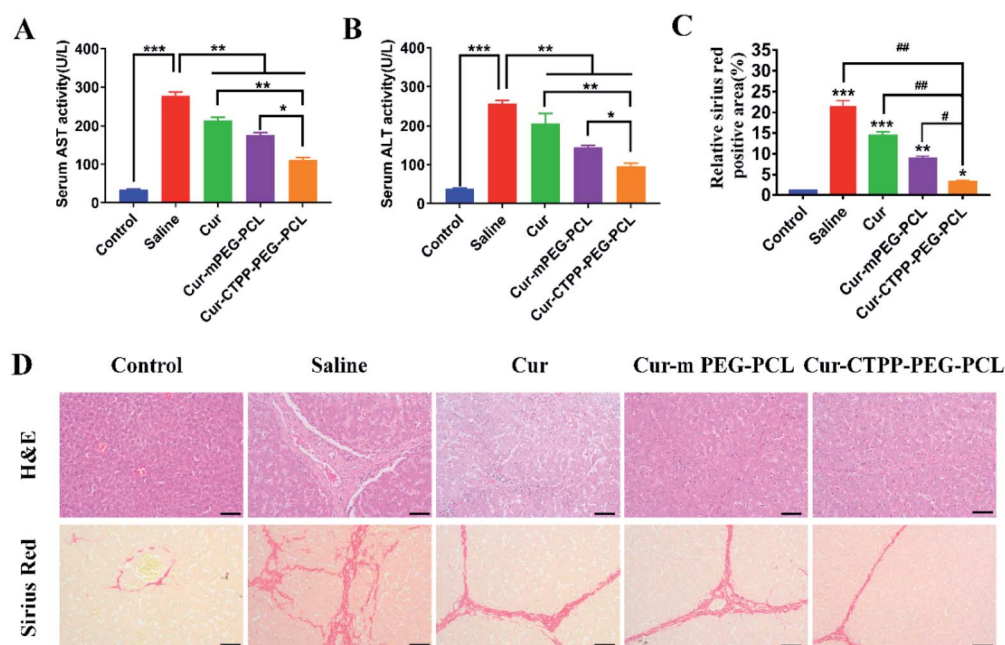 A
Serum AST activity(U/L)
400
300
200
100
0
***
**
**
*
Control
Saline
Cur
Cur-mPEG-PCL
Cur-CTPP-PEG--PCL
B
Serum ALT activity(U/L)
400
300
200
100
0
***
**
**
*
Control
Saline
Cur
Cur-mPEG-PCL
Cur-CTPP-PEG-PCL
C
Relative sirius red
positive area(%)
35
30
25
20
15
10
5
0
##
##
#
***
***
**
*
Control
Saline
Cur
Cur-mPEG-PCL
Cur-CTPP-PEG-PCL
D
Control Saline Cur Cur-m PEG-PCL Cur-CTPP-PEG-PCL
H&E
Sirius Red